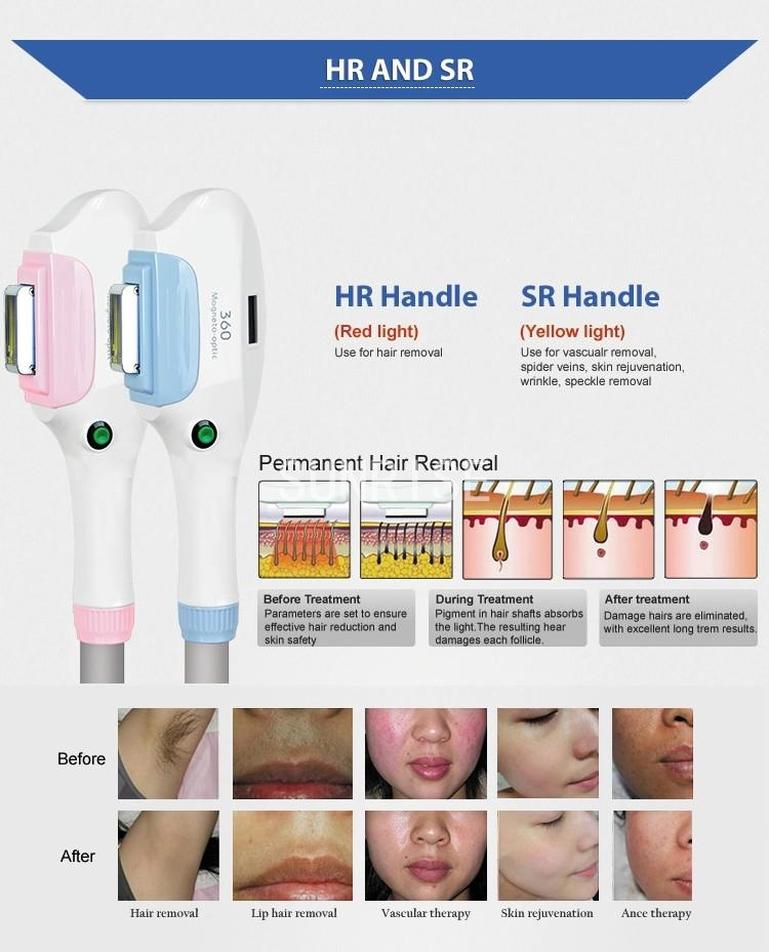 HR AND SR
HR Handle
(Red light)
Use for hair removal
SR Handle
(Yellow light)
Use for vascualr removal,
spider veins, skin rejuvenation,
wrinkle, speckle removal
360
Magneto-optic
Permanent Hair Removal
SUNRISE
Before Treatment
Parameters are set to ensure
effective hair reduction and
skin safety
During Treatment
Pigment in hair shafts absorbs
the light.The resulting hear
damages each follicle.
After treatment
Damage hairs are eliminated,
with excellent long trem results.
Before
After
Hair removal
Lip hair removal
Vascular therapy
Skin rejuvenation
Ance therapy